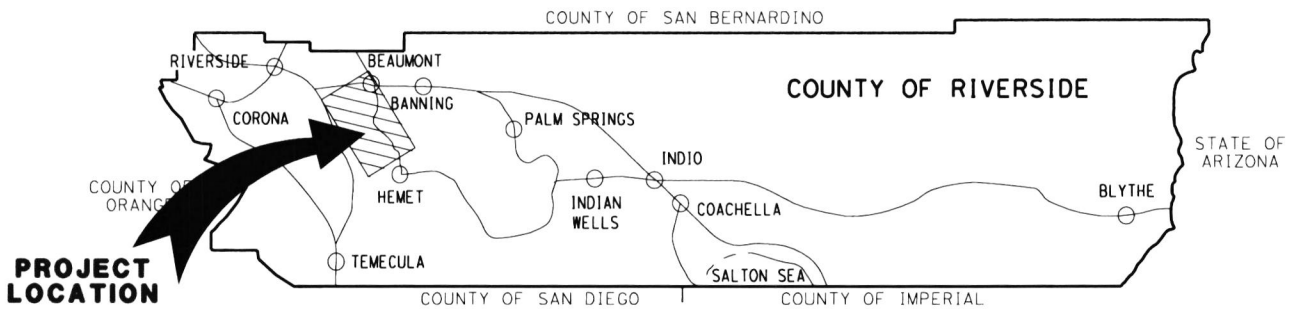 COUNTY OF SAN BERNARDINO
RIVERSIDE
BEAUMONT
COUNTY OF RIVERSIDE
BANNING
CORONA
PALM SPRINGS
STATE OF
ARIZONA
INDIO
COUNTY OF
ORANGE
HEMET
INDIAN
WELLS
COACHELLA
BLYTHE
PROJECT
LOCATION
TEMECULA
SALTON SEA
COUNTY OF SAN DIEGO
COUNTY OF IMPERIAL